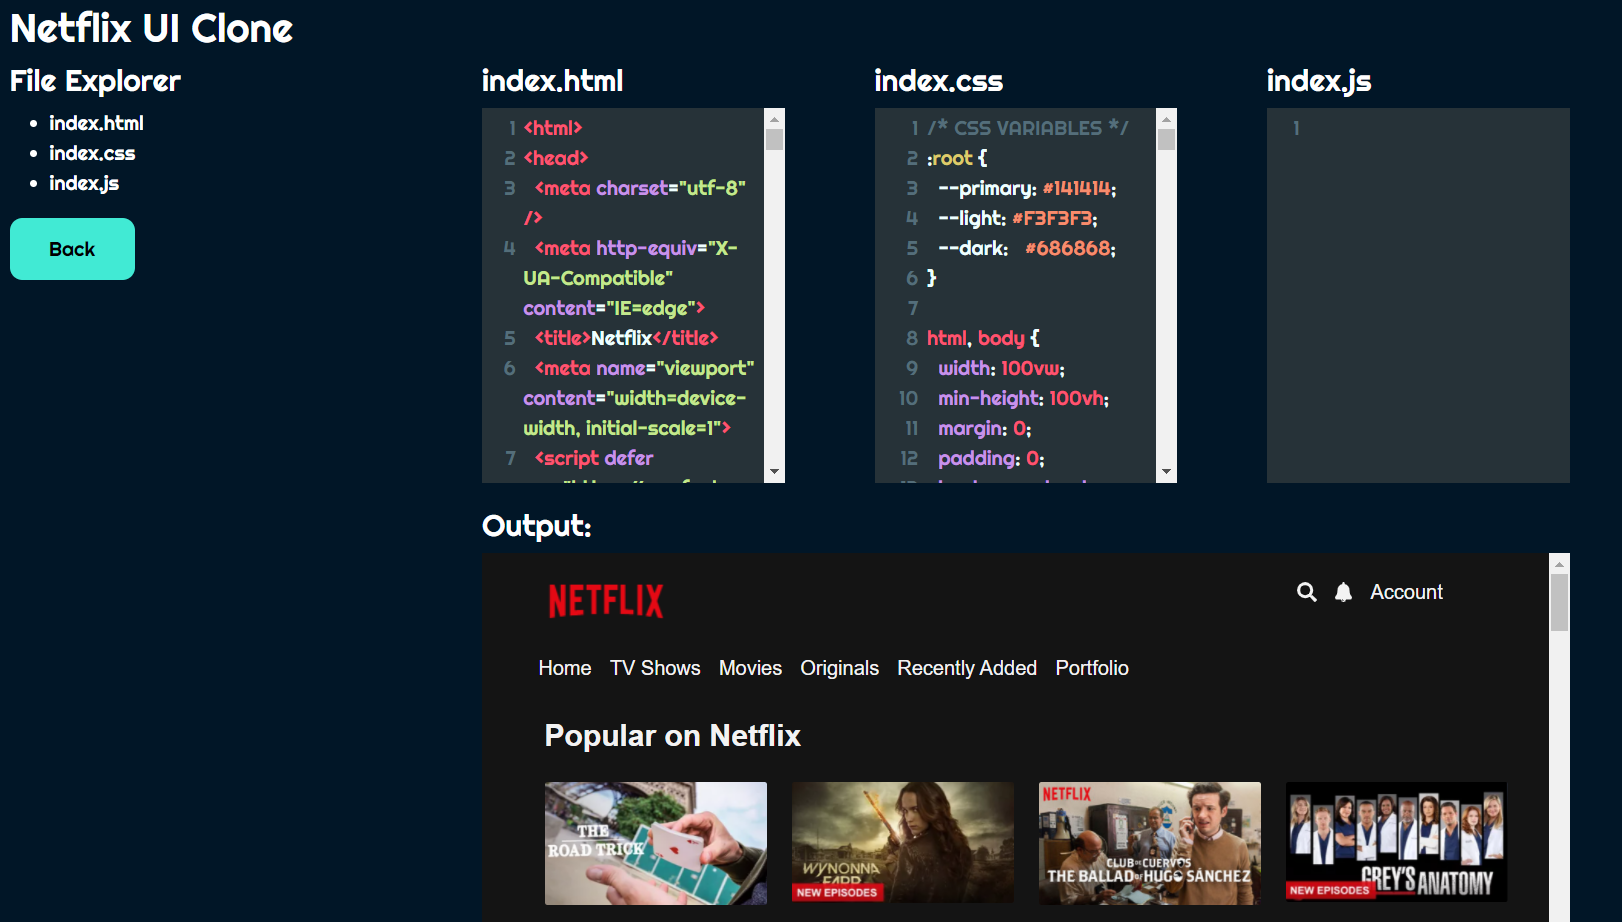 Netflix UI Clone
File Explorer
index.html
index.css
index.js
Back
index.html
1 <html>
2 <head>
3 <meta charset="utf-8"
/>
4 <meta http-equiv="X-
UA-Compatible"
content="IE=edge">
5 <title>Netflix</title>
6 <meta name="viewport"
content="width=device-
width, initial-scale=1">
7 <script defer
index.css
1 /* CSS VARIABLES */
2 :root {
3 --primary: #141414;
4 --light: #F3F3F3;
5 --dark: #686868;
6 }
7
8 html, body {
9 width: 100vw;
10 min-height: 100vh;
11 margin: 0;
12 padding: 0;
index.js
1
Output:
NETFLIX
Account
Home TV Shows Movies Originals Recently Added Portfolio
Popular on Netflix
THE
ROAD TRICK
WYNONNA
EARP
NEW EPISODES
NETFLIX
CLUB DE CUERVOS
THE BALLAD OF HUGO SÁNCHEZ
GREY'S ANATOMY
NEW EPISODES